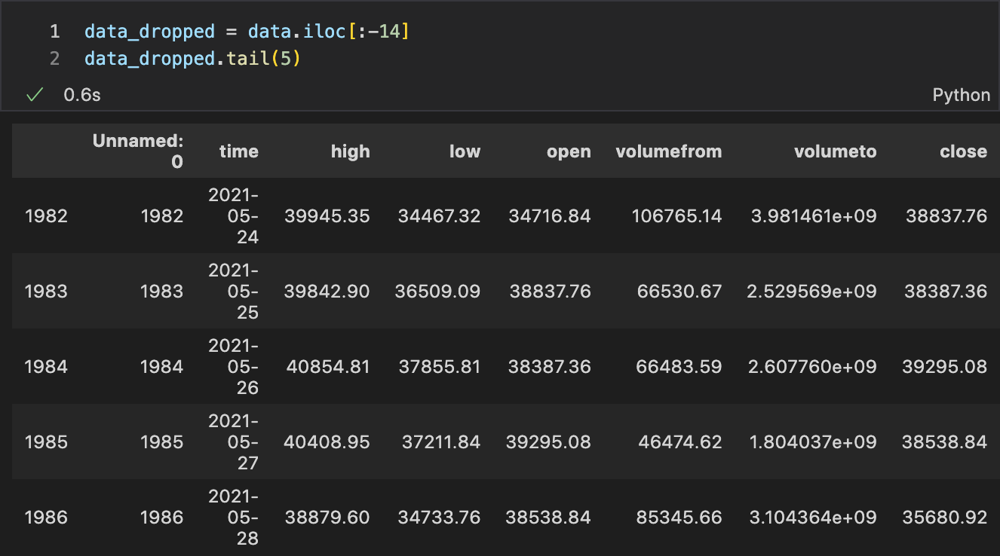 1 data_dropped = data.iloc[:-14]
2 data_dropped.tail(5)
0.6s Python
Unnamed: 0 time high low open volumefrom volumeto close
1982 1982 2021-05-24 39945.35 34467.32 34716.84 106765.14 3.981461e+09 38837.76
1983 1983 2021-05-25 39842.90 36509.09 38837.76 66530.67 2.529569e+09 38387.36
1984 1984 2021-05-26 40854.81 37855.81 38387.36 66483.59 2.607760e+09 39295.08
1985 1985 2021-05-27 40408.95 37211.84 39295.08 46474.62 1.804037e+09 38538.84
1986 1986 2021-05-28 38879.60 34733.76 38538.84 85345.66 3.104364e+09 35680.92